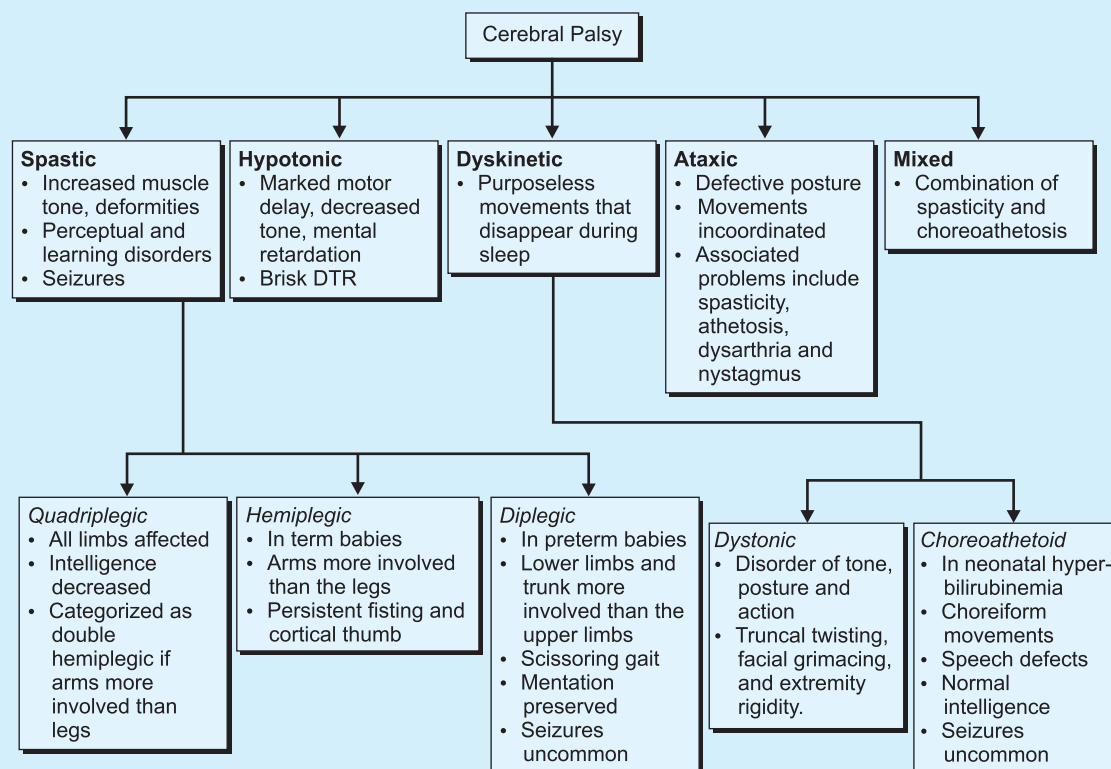 Cerebral Palsy
Spastic
• Increased muscle
tone, deformities
• Perceptual and
learning disorders
• Seizures
Hypotonic
• Marked motor
delay, decreased
tone, mental
retardation
• Brisk DTR
Dyskinetic
• Purposeless
movements that
disappear during
sleep
Ataxic
• Defective posture
• Movements
incoordinated
• Associated
problems include
spasticity,
athetosis,
dysarthria and
nystagmus
Mixed
• Combination of
spasticity and
choreoathetosis
Quadriplegic
• All limbs affected
• Intelligence
decreased
• Categorized as
double
hemiplegic if
arms more
involved than
legs
Hemiplegic
• In term babies
• Arms more involved
than the legs
• Persistent fisting and
cortical thumb
Diplegic
• In preterm babies
• Lower limbs and
trunk more
involved than the
upper limbs
• Scissoring gait
• Mentation
preserved
• Seizures
uncommon
Dystonic
• Disorder of tone,
posture and
action
• Truncal twisting,
facial grimacing,
and extremity
rigidity.
Choreoathetoid
• In neonatal hyper-
bilirubinemia
• Choreiform
movements
• Speech defects
• Normal
intelligence
• Seizures
uncommon